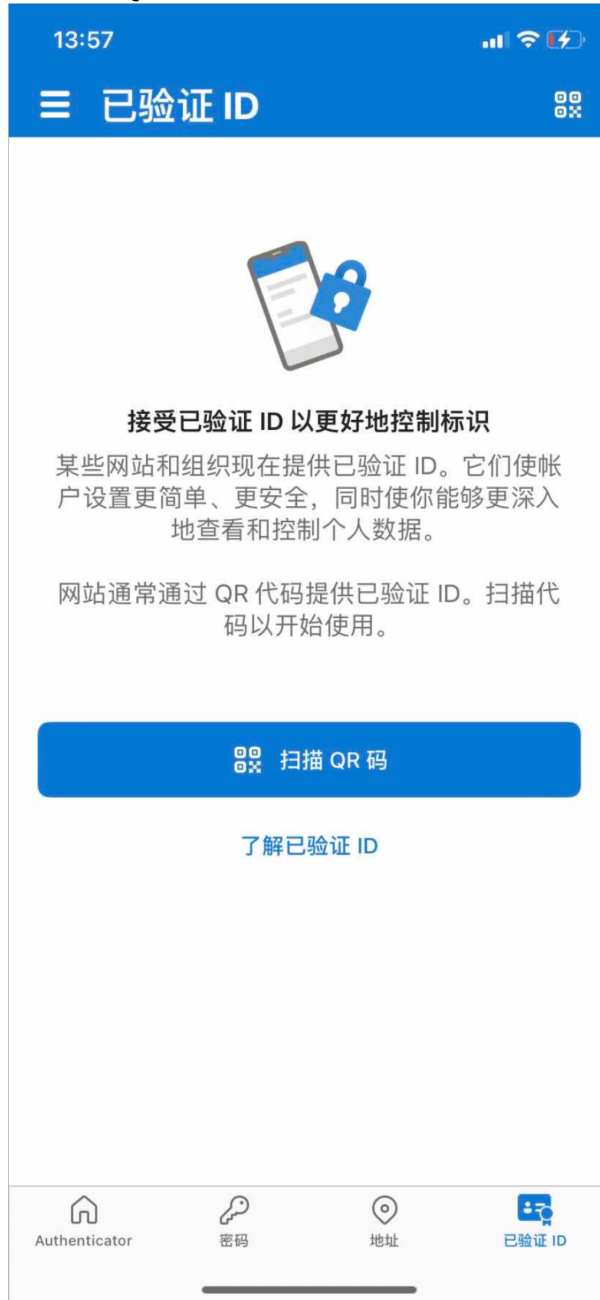 13:57
已验证 ID
接受已验证 ID 以更好地控制标识
某些网站和组织现在提供已验证 ID。它们使帐
户设置更简单、更安全，同时使你能够更深入
地查看和控制个人数据。
网站通常通过 QR 代码提供已验证 ID。扫描代
码以开始使用。
扫描 QR 码
了解已验证 ID
Authenticator
密码
地址
已验证 ID